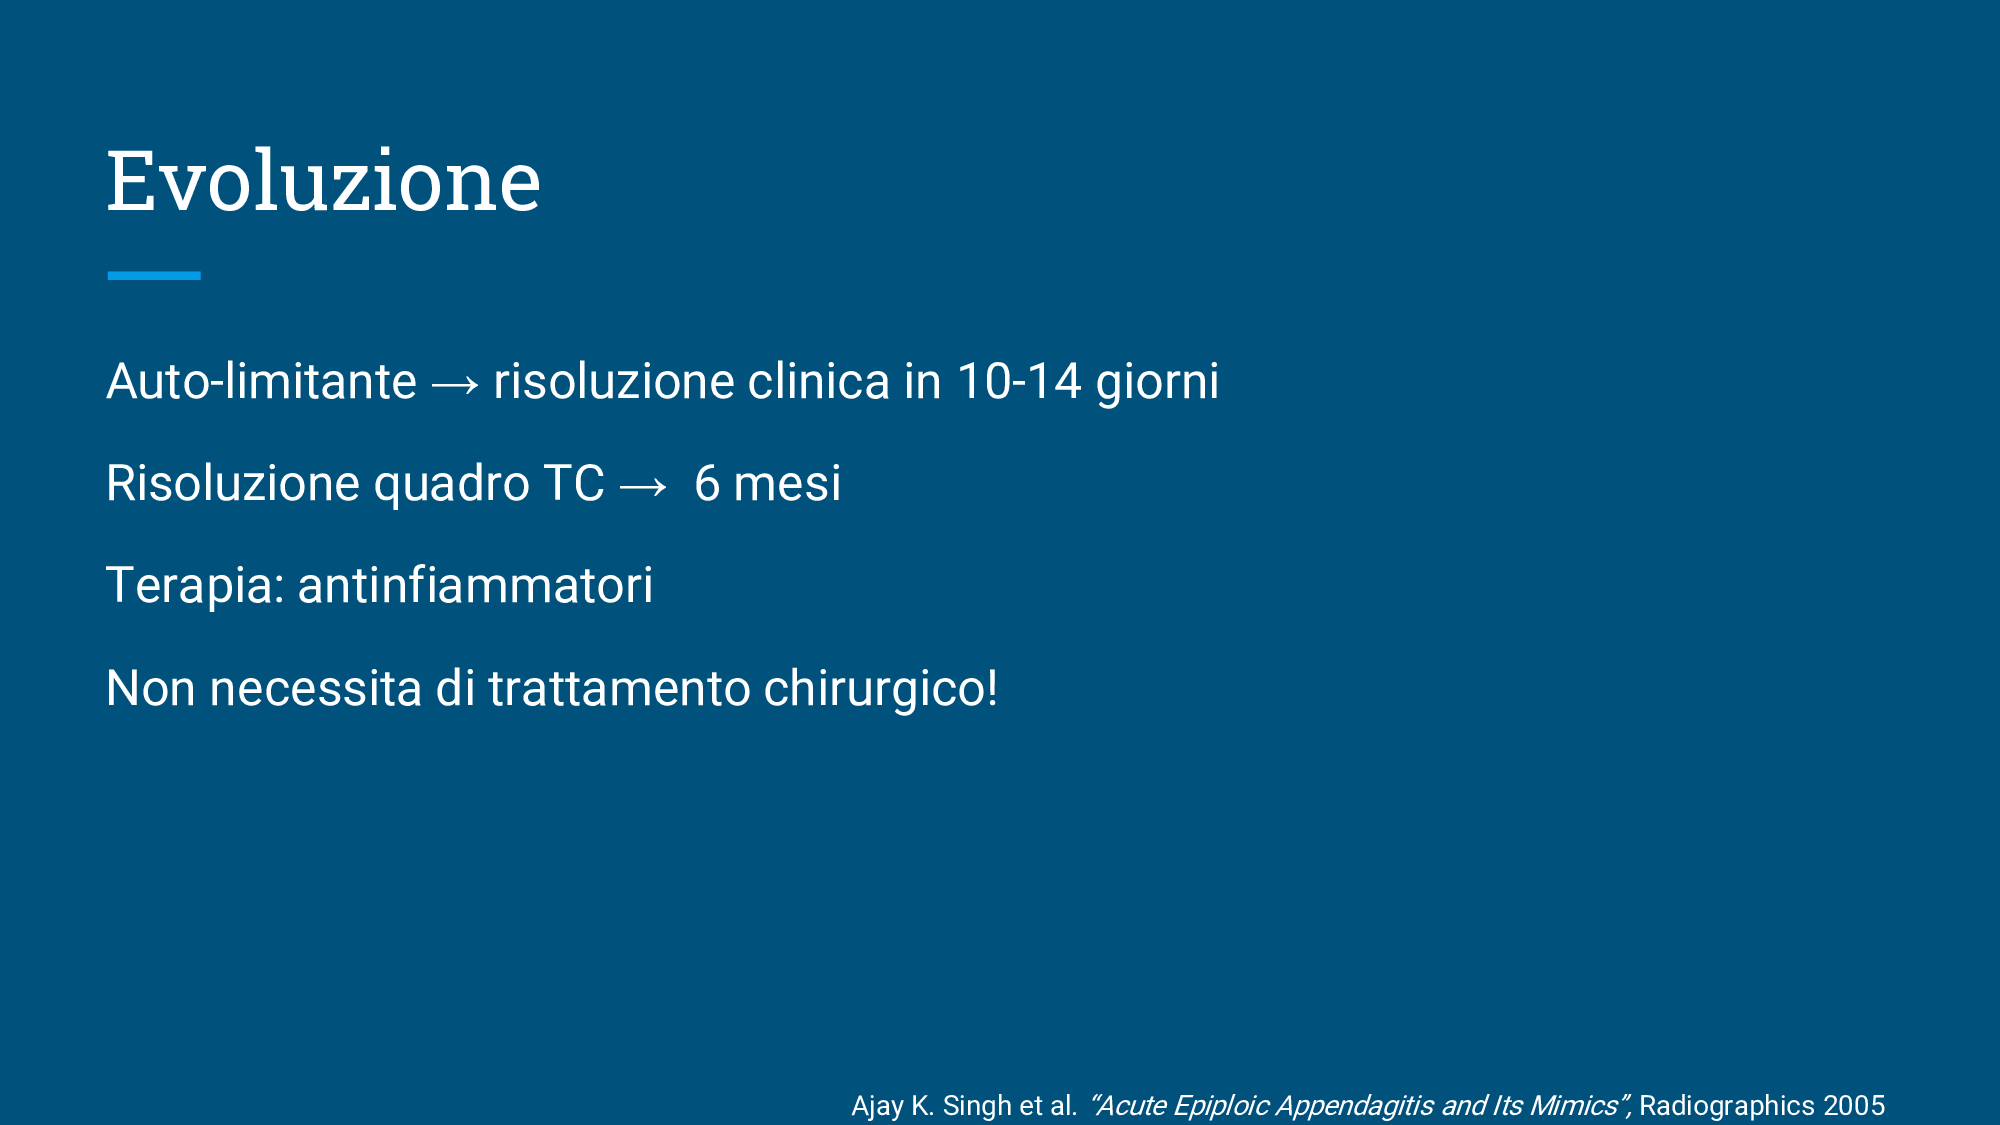 Evoluzione
Auto-limitante → risoluzione clinica in 10-14 giorni
Risoluzione quadro TC → 6 mesi
Terapia: antinfiammatori
Non necessita di trattamento chirurgico!
Ajay K. Singh et al. “Acute Epiploic Appendagitis and Its Mimics”, Radiographics 2005